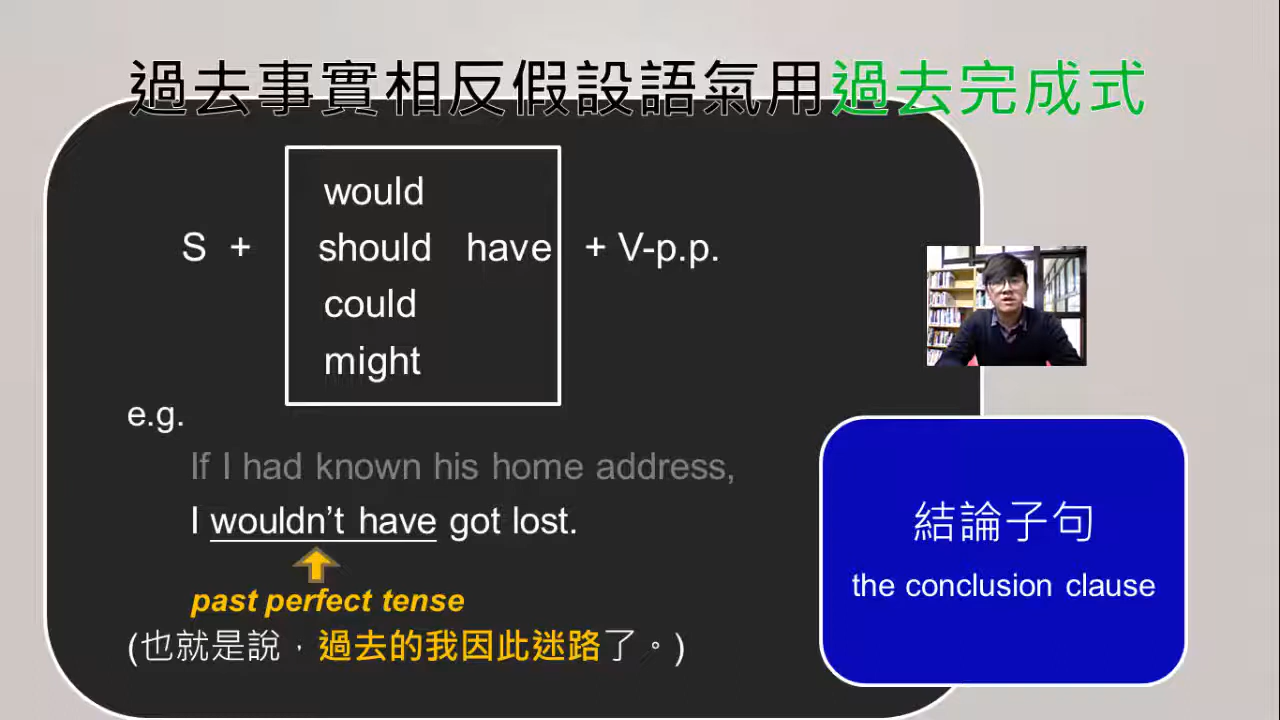 過去事實相反假設語氣用過去完成式
would
S + should have + V-p.p.
could
might
e.g.
If I had known his home address,
I wouldn’t have got lost.
past perfect tense
(也就是說，過去的我因此迷路了。)
結論子句
the conclusion clause